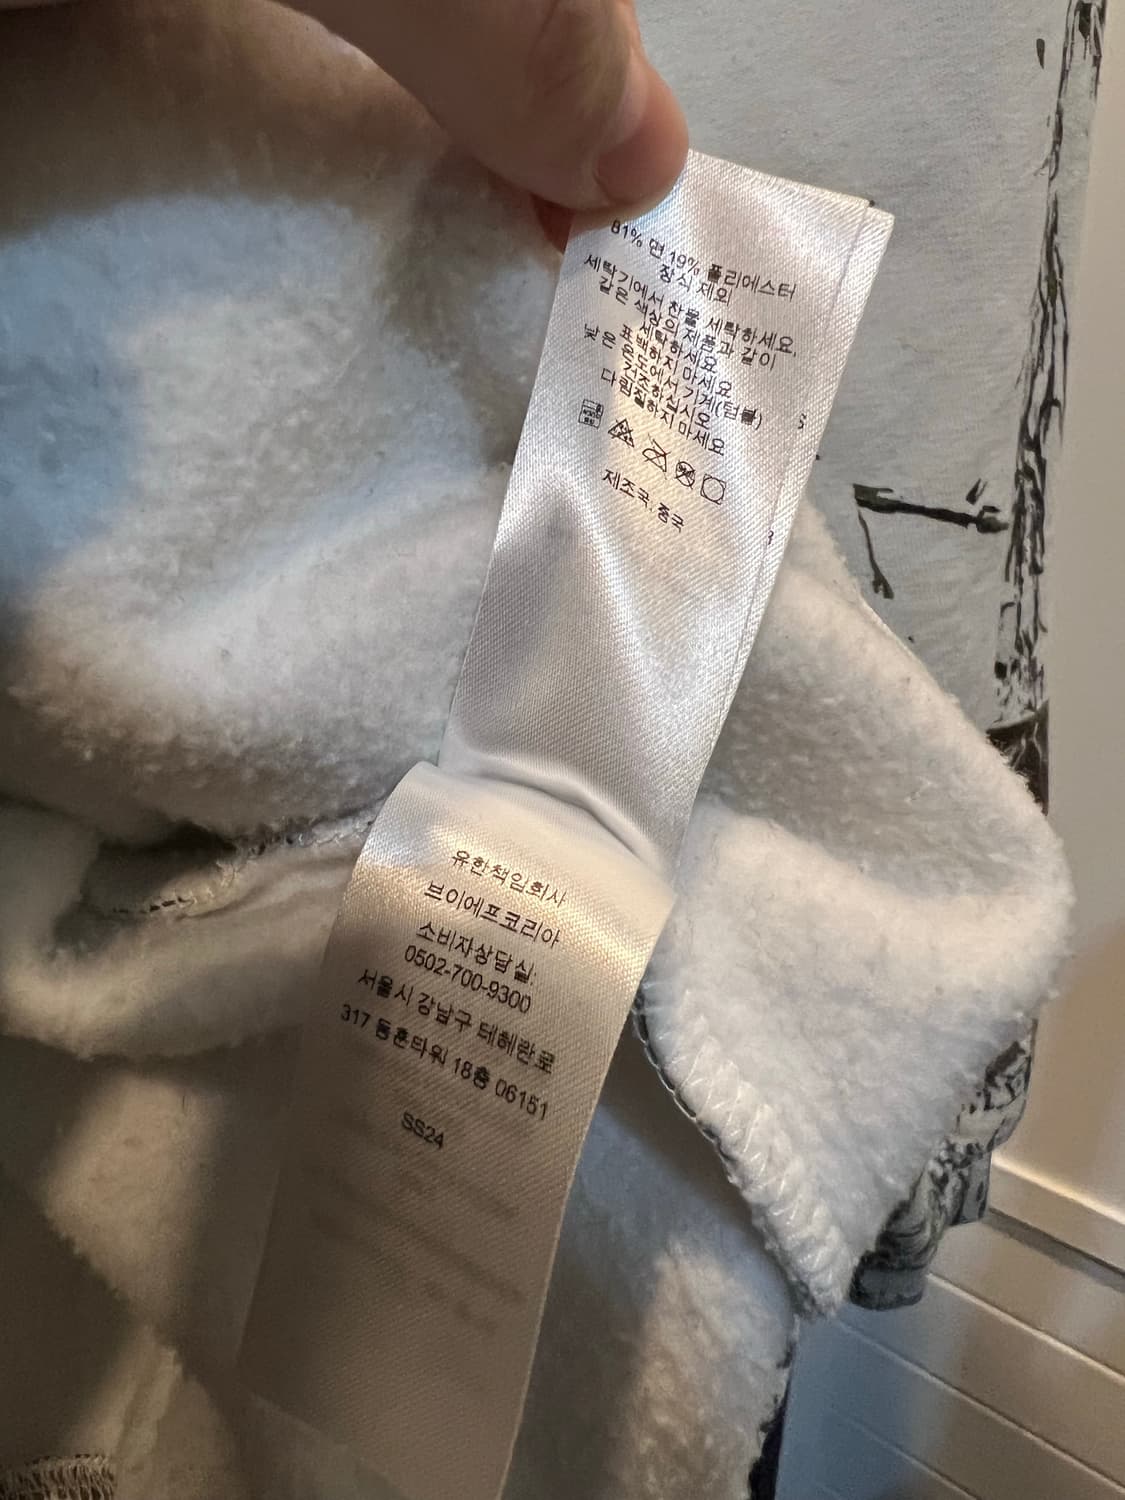 81% 면 19% 폴리에스터
장식 제외
세탁기에서 찬물 세탁하세요,
같은 색상의 제품과 같이
세탁하세요
표백하지 마세요
낮은 온도에서 기계(텀블)
건조하십시오
다림질하지마세요
제조국, 중국
유한책임회사
브이에프코리아
소비자상담실:
0502-700-9300
서울시 강남구 테헤란로
317 동훈타워 18층 06151
SS24